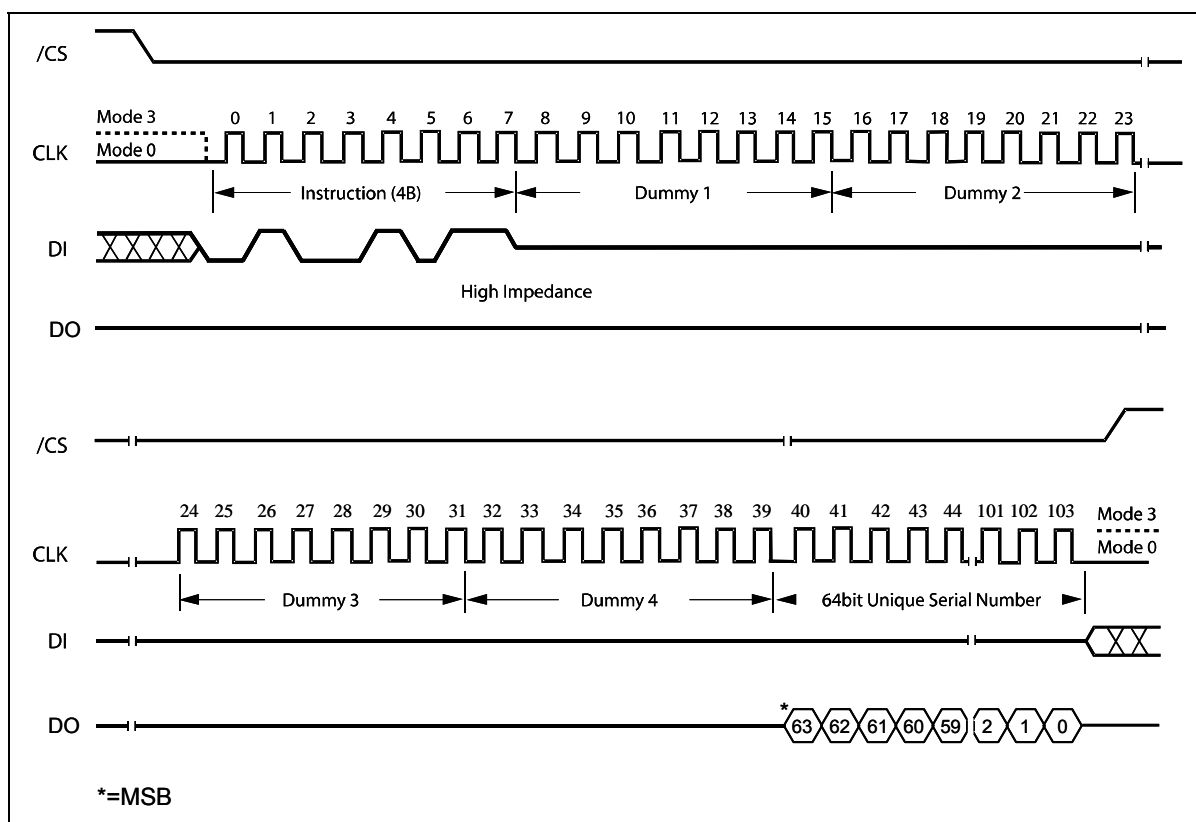 /CS
Mode 3
0 1 2 3 4 5 6 7 8 9 10 11 12 13 14 15 16 17 18 19 20 21 22 23
CLK
Mode 0
Instruction (4B)
Dummy 1
Dummy 2
DI
High Impedance
DO
/CS
24 25 26 27 28 29 30 31 32 33 34 35 36 37 38 39 40 41 42 43 44 101 102 103
Mode 3
CLK
Mode 0
Dummy 3
Dummy 4
64bit Unique Serial Number
DI
*
DO
63 62 61 60 59 2 1 0
*=MSB